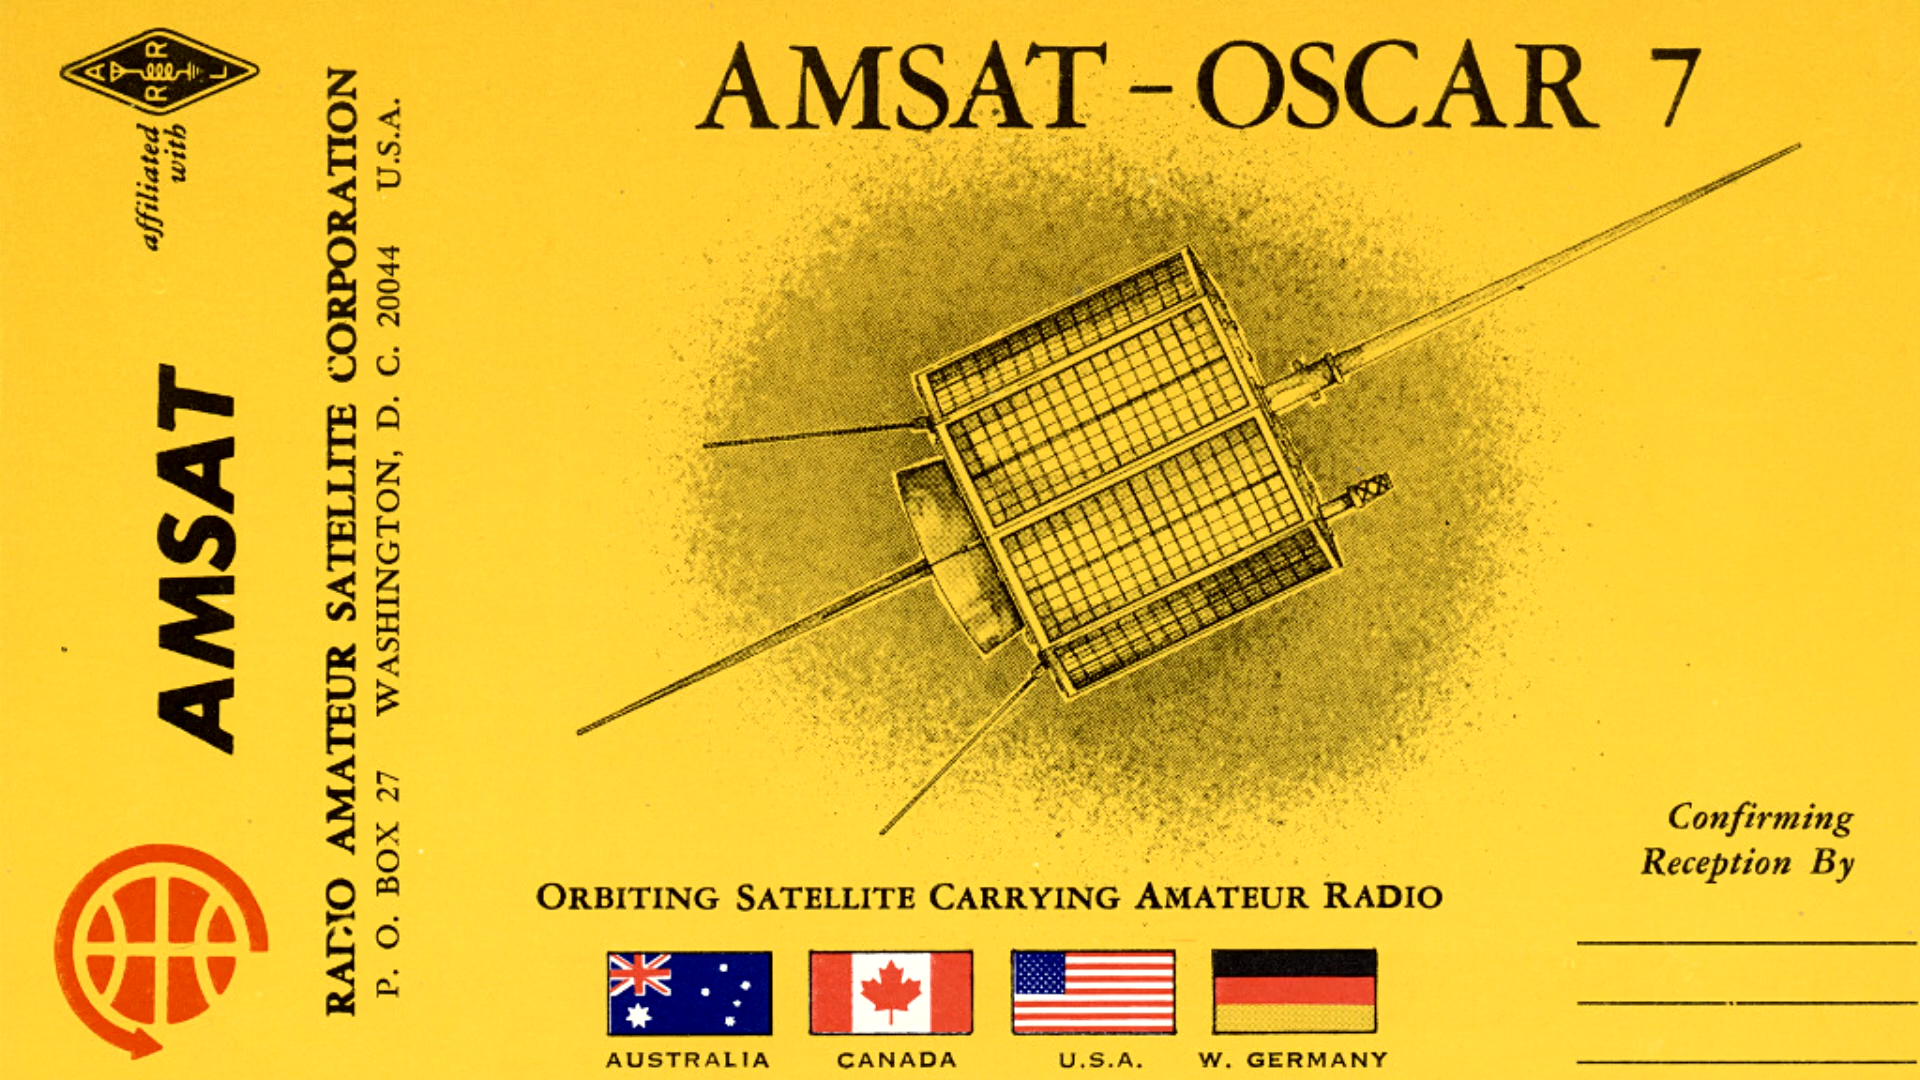 AMSAT - OSCAR 7
ARRL
affiliated
with
AMSAT
RADIO AMATEUR SATELLITE CORPORATION
P. O. BOX 27 WASHINGTON, D. C. 20044 U.S.A.
Confirming
Reception By
ORBITING SATELLITE CARRYING AMATEUR RADIO
AUSTRALIA
CANADA
U.S.A.
W. GERMANY